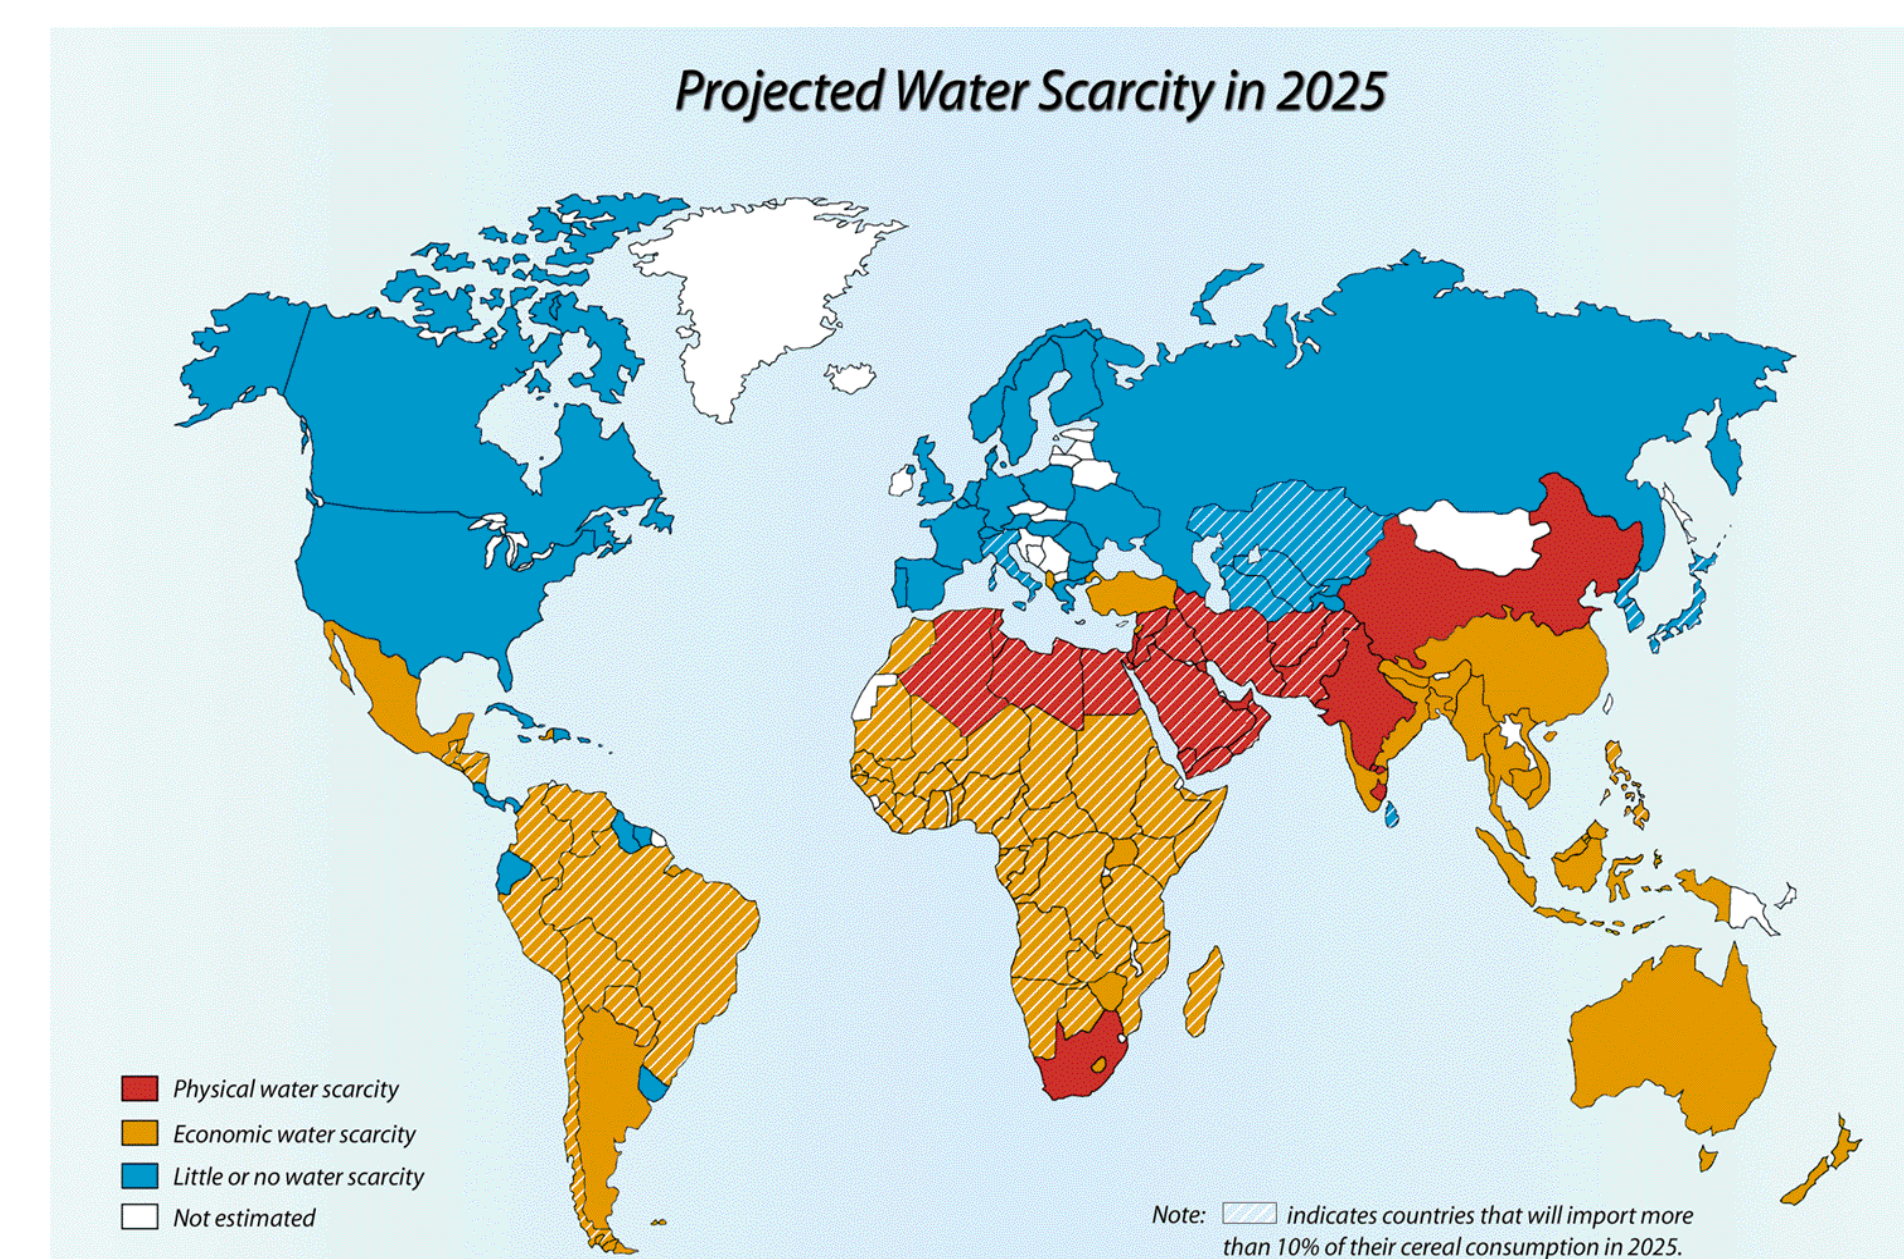 Projected Water Scarcity in 2025
Physical water scarcity
Economic water scarcity
Little or no water scarcity
Not estimated
Note: indicates countries that will import more
than 10% of their cereal consumption in 2025.